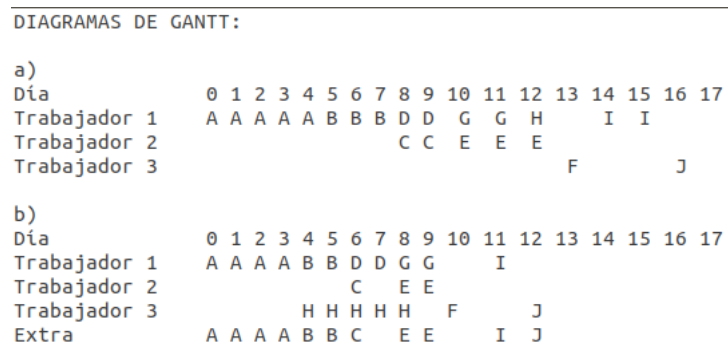 DIAGRAMAS DE GANTT:
a)
Día 0 1 2 3 4 5 6 7 8 9 10 11 12 13 14 15 16 17
Trabajador 1 A A A A A B B B D D G G H I I
Trabajador 2 C C E E E
Trabajador 3 F J
b)
Día 0 1 2 3 4 5 6 7 8 9 10 11 12 13 14 15 16 17
Trabajador 1 A A A A B B D D G G I
Trabajador 2 C E E
Trabajador 3 H H H H H F J
Extra A A A A B B C E E I J